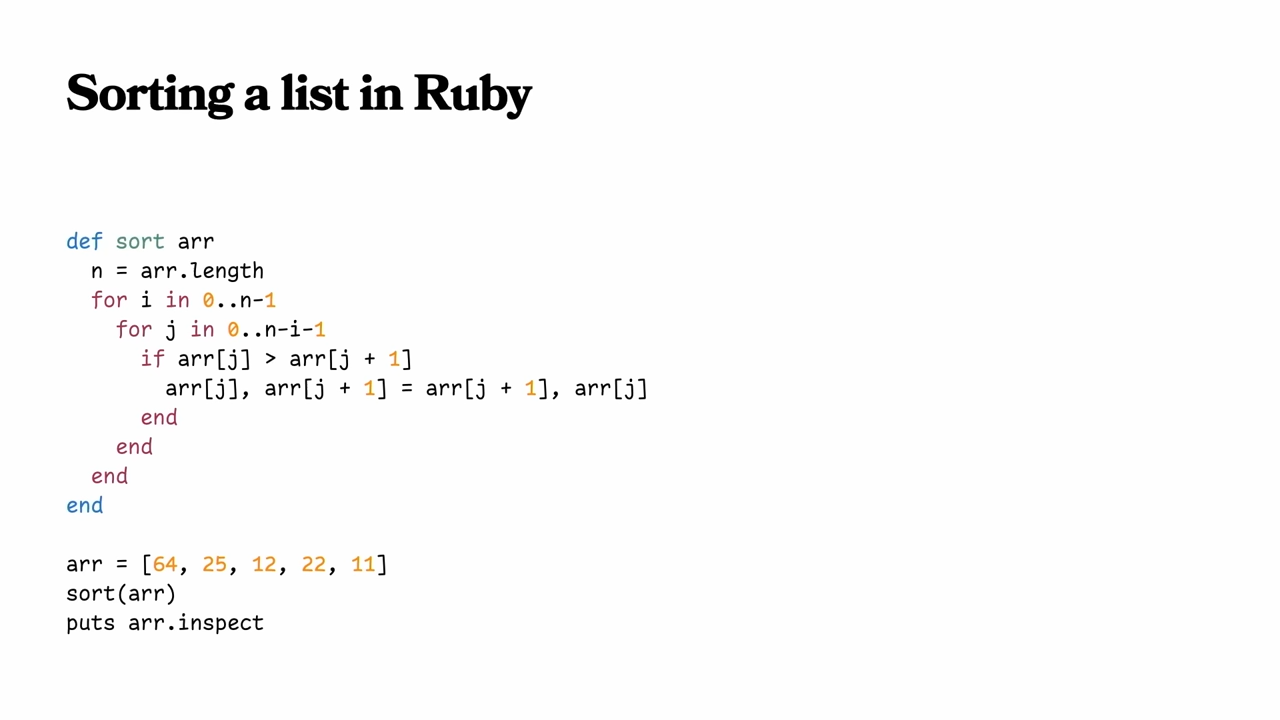 Sorting a list in Ruby
def sort arr
  n = arr.length
  for i in 0..n-1
    for j in 0..n-i-1
      if arr[j] > arr[j + 1]
        arr[j], arr[j + 1] = arr[j + 1], arr[j]
      end
    end
  end
end
arr = [64, 25, 12, 22, 11]
sort(arr)
puts arr.inspect